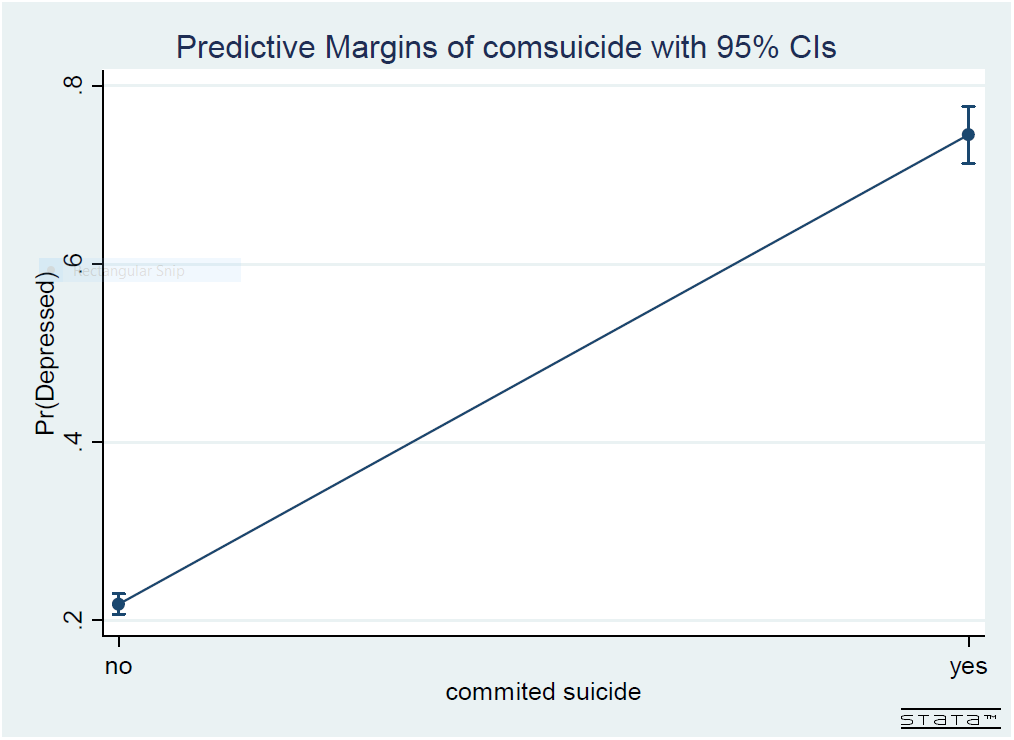 Predictive Margins of comsuicide with 95% CIs
.8
.6
Rectangular Snip
Pr(Depressed)
.4
.2
no
yes
commited suicide
STATA™